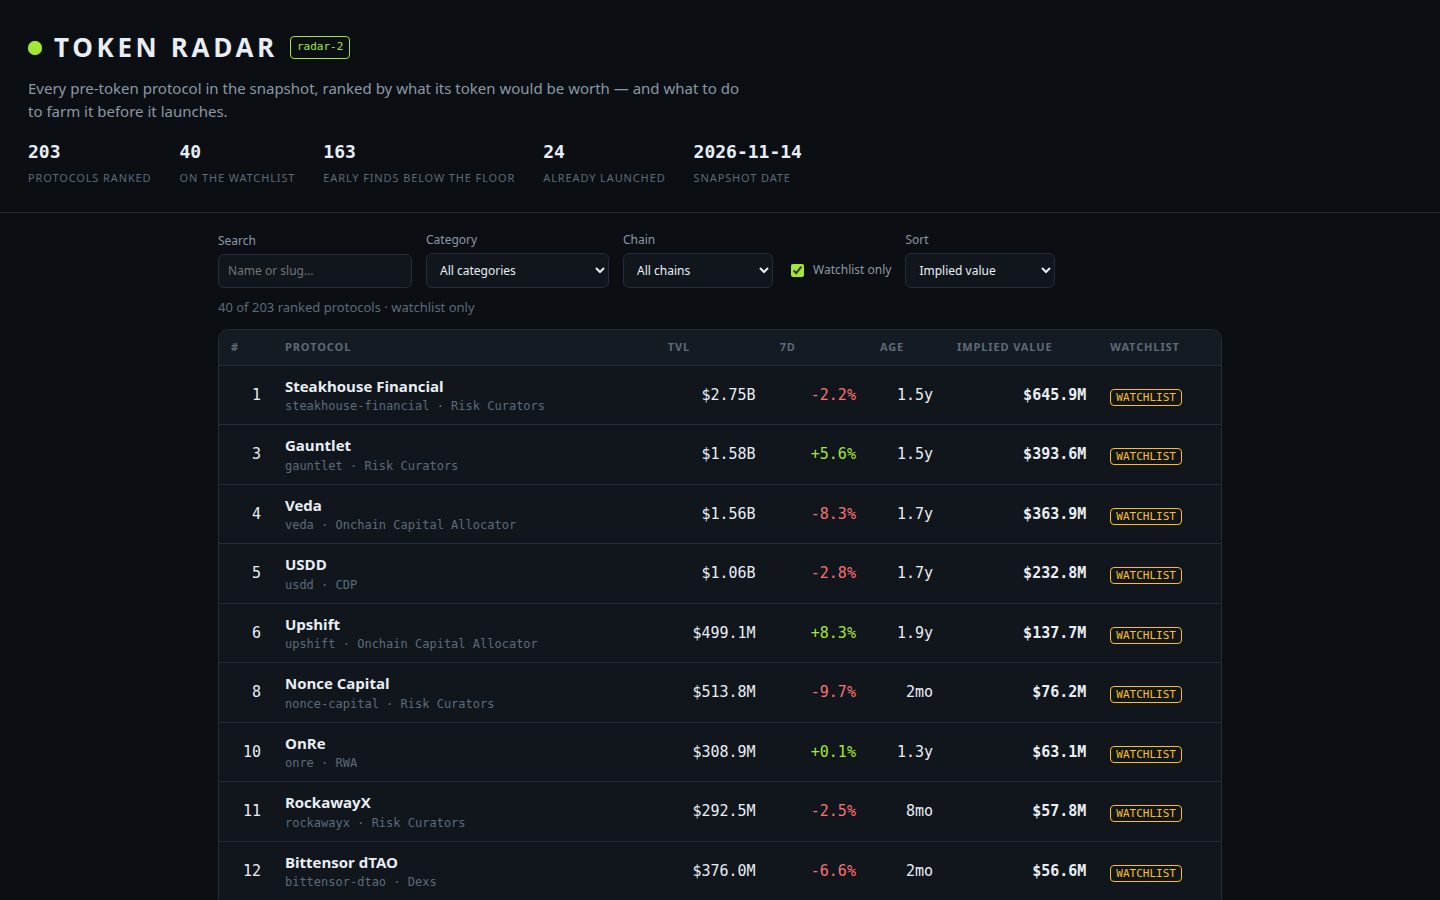 TOKEN RADAR radar-2
Every pre-token protocol in the snapshot, ranked by what its token would be worth — and what to do
to farm it before it launches.
203 40 163 24 2026-11-14
PROTOCOLS RANKED ON THE WATCHLIST EARLY FINDS BELOW THE FLOOR ALREADY LAUNCHED SNAPSHOT DATE
Search Category Chain Sort
Name or slug... All categories All chains Watchlist only Implied value
40 of 203 ranked protocols · watchlist only
# PROTOCOL TVL 7D AGE IMPLIED VALUE WATCHLIST
1 Steakhouse Financial $2.75B -2.2% 1.5y $645.9M WATCHLIST
steakhouse-financial · Risk Curators
3 Gauntlet $1.58B +5.6% 1.5y $393.6M WATCHLIST
gauntlet · Risk Curators
4 Veda $1.56B -8.3% 1.7y $363.9M WATCHLIST
veda · Onchain Capital Allocator
5 USDD $1.06B -2.8% 1.7y $232.8M WATCHLIST
usdd · CDP
6 Upshift $499.1M +8.3% 1.9y $137.7M WATCHLIST
upshift · Onchain Capital Allocator
8 Nonce Capital $513.8M -9.7% 2mo $76.2M WATCHLIST
nonce-capital · Risk Curators
10 OnRe $308.9M +0.1% 1.3y $63.1M WATCHLIST
onre · RWA
11 RockawayX $292.5M -2.5% 8mo $57.8M WATCHLIST
rockawayx · Risk Curators
12 Bittensor dTAO $376.0M -6.6% 2mo $56.6M WATCHLIST
bittensor-dtao · Dexs